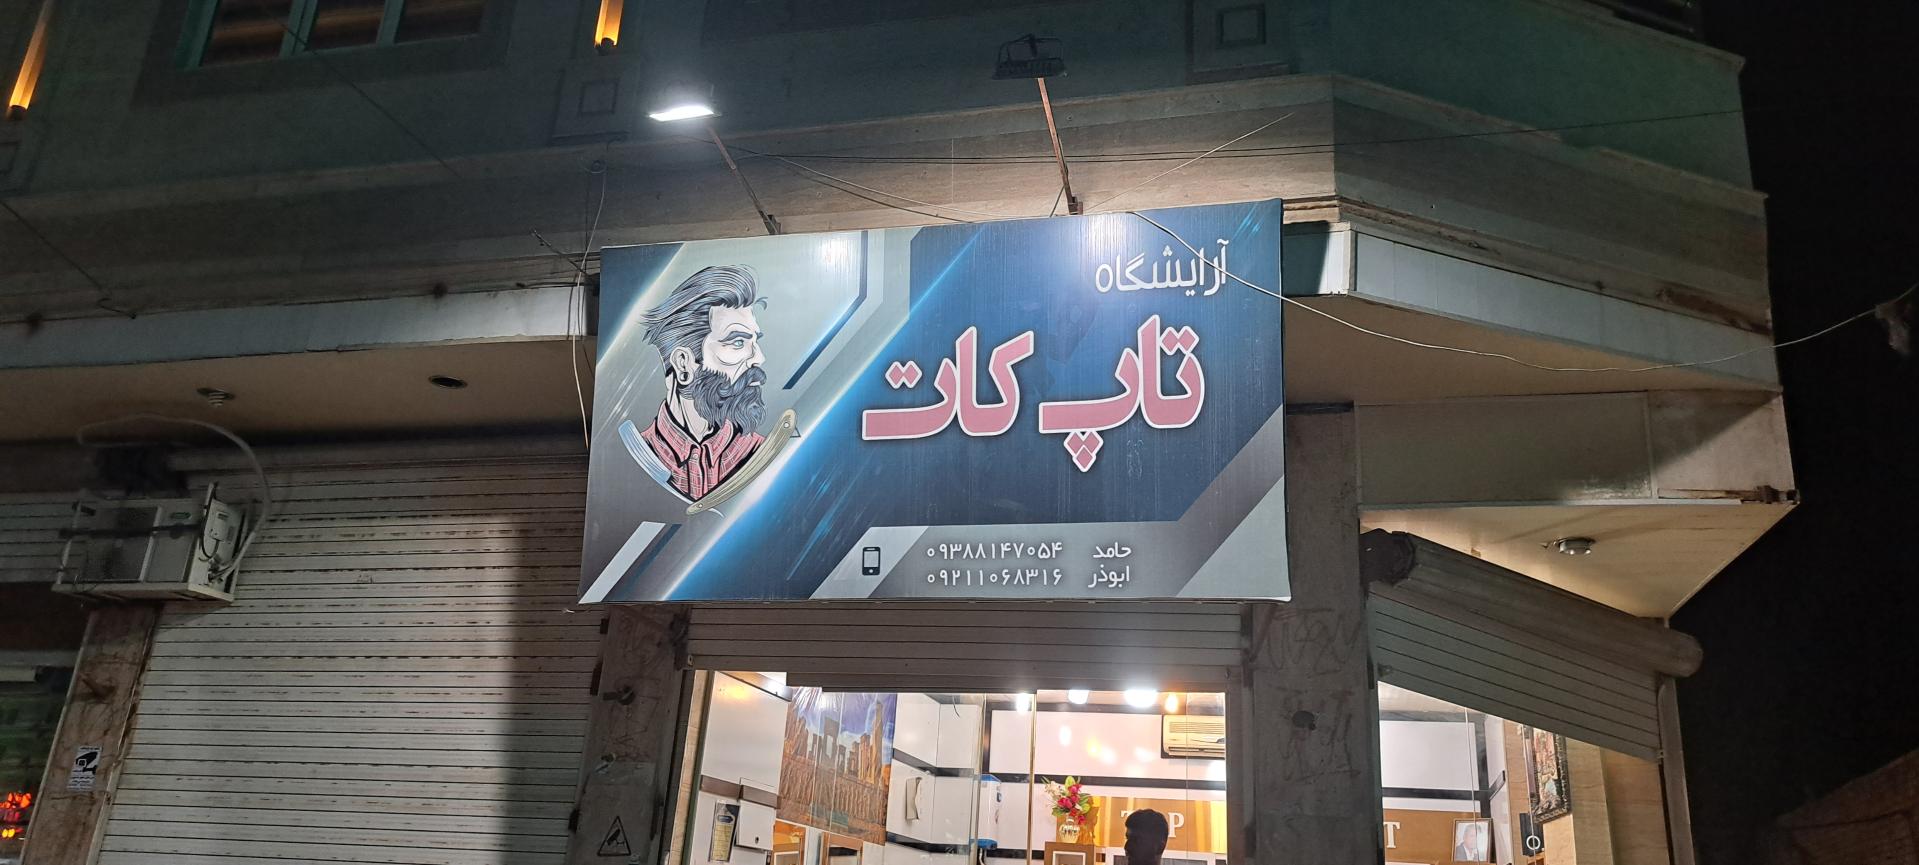 آرایشگاه
تاپ کات
حامد ۰۹۳۸۸۱۴۷۰۵۴
ابوذر ۰۹۲۱۱۰۶۸۳۱۶